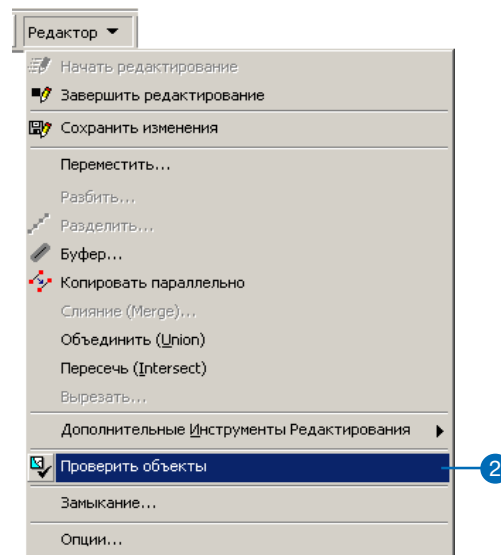 Редактор
Начать редактирование
Завершить редактирование
Сохранить изменения
Переместить...
Разбить...
Разделить...
Буфер...
Копировать параллельно
Слияние (Merge)...
Объединить (Union)
Пересечь (Intersect)
Вырезать...
Дополнительные Инструменты Редактирования
Проверить объекты
2
Замыкание...
Опции...